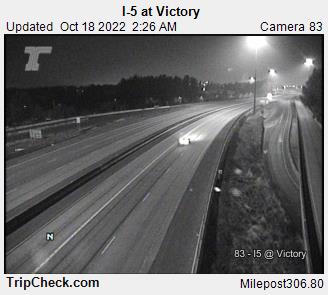 I-5 at Victory
Updated Oct 18 2022 2:26 AM Camera 83
T
N
83 - I5 @ Victory
TripCheck.com Milepost306.80